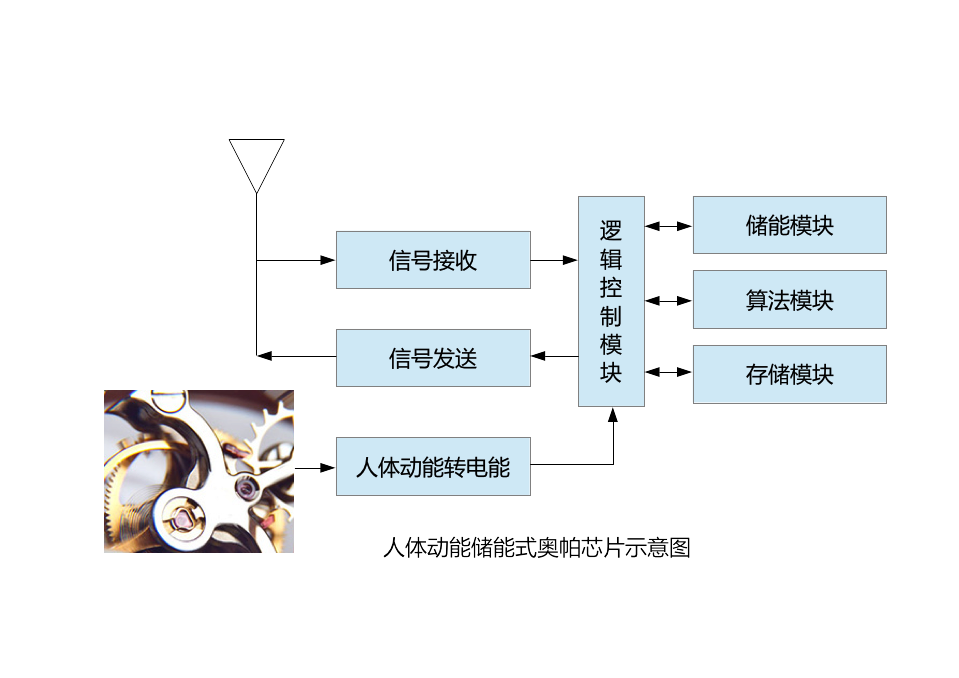 信号接收
信号发送
人体动能转电能
逻辑控制模块
储能模块
算法模块
存储模块
人体动能储能式奥帕芯片示意图